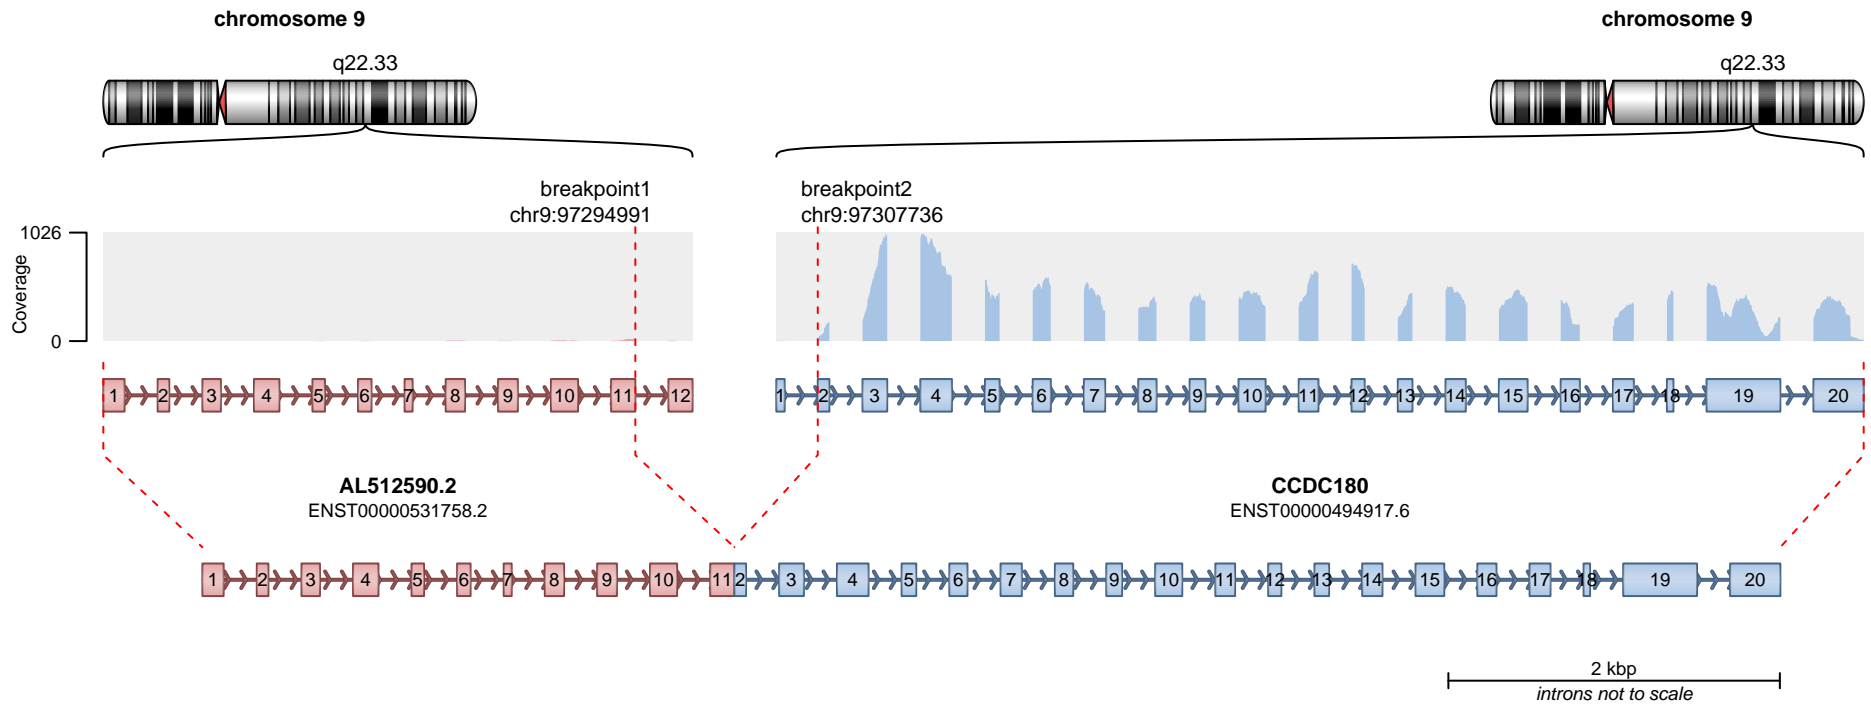 chromosome 9
chromosome 9
q22.33
q22.33
breakpoint1
chr9:97294991
breakpoint2
chr9:97307736
1026
Coverage
0
1 2 3 4 5 6 7 8 9 10 11 12
1 2 3 4 5 6 7 8 9 10 11 12 13 14 15 16 17 18 19 20
AL512590.2
ENST00000531758.2
CCDC180
ENST00000494917.6
1 2 3 4 5 6 7 8 9 10 11 2 3 4 5 6 7 8 9 10 11 12 13 14 15 16 17 18 19 20
2 kbp
introns not to scale